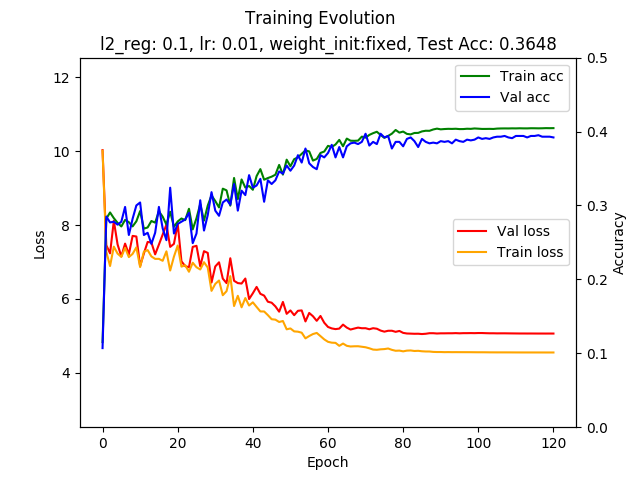 Training Evolution
l2_reg: 0.1, lr: 0.01, weight_init:fixed, Test Acc: 0.3648
Train acc
Val acc
Val loss
Train loss
Loss
12
10
8
6
4
Accuracy
0.5
0.4
0.3
0.2
0.1
0.0
0 20 40 60 80 100 120
Epoch